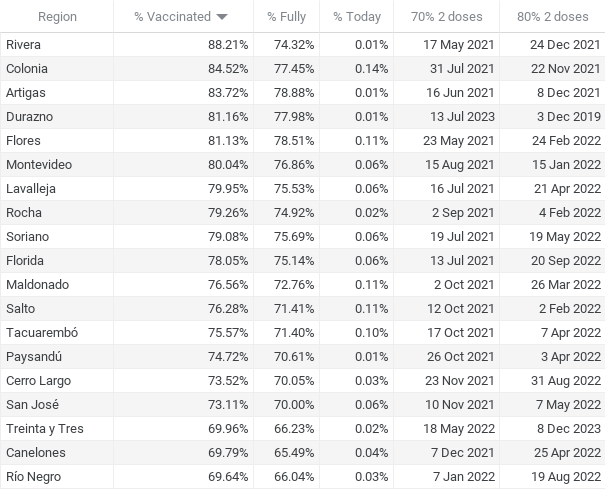 Region % Vaccinated % Fully % Today 70% 2 doses 80% 2 doses
Rivera 88.21% 74.32% 0.01% 17 May 2021 24 Dec 2021
Colonia 84.52% 77.45% 0.14% 31 Jul 2021 22 Nov 2021
Artigas 83.72% 78.88% 0.01% 16 Jun 2021 8 Dec 2021
Durazno 81.16% 77.98% 0.01% 13 Jul 2023 3 Dec 2019
Flores 81.13% 78.51% 0.11% 23 May 2021 24 Feb 2022
Montevideo 80.04% 76.86% 0.06% 15 Aug 2021 15 Jan 2022
Lavalleja 79.95% 75.53% 0.06% 16 Jul 2021 21 Apr 2022
Rocha 79.26% 74.92% 0.02% 2 Sep 2021 4 Feb 2022
Soriano 79.08% 75.69% 0.06% 19 Jul 2021 19 May 2022
Florida 78.05% 75.14% 0.06% 13 Jul 2021 20 Sep 2022
Maldonado 76.56% 72.76% 0.11% 2 Oct 2021 26 Mar 2022
Salto 76.28% 71.41% 0.11% 12 Oct 2021 2 Feb 2022
Tacuarembó 75.57% 71.40% 0.10% 17 Oct 2021 7 Apr 2022
Paysandú 74.72% 70.61% 0.01% 26 Oct 2021 3 Apr 2022
Cerro Largo 73.52% 70.05% 0.03% 23 Nov 2021 31 Aug 2022
San José 73.11% 70.00% 0.06% 10 Nov 2021 7 May 2022
Treinta y Tres 69.96% 66.23% 0.02% 18 May 2022 8 Dec 2023
Canelones 69.79% 65.49% 0.04% 7 Dec 2021 25 Apr 2022
Río Negro 69.64% 66.04% 0.03% 7 Jan 2022 19 Aug 2022